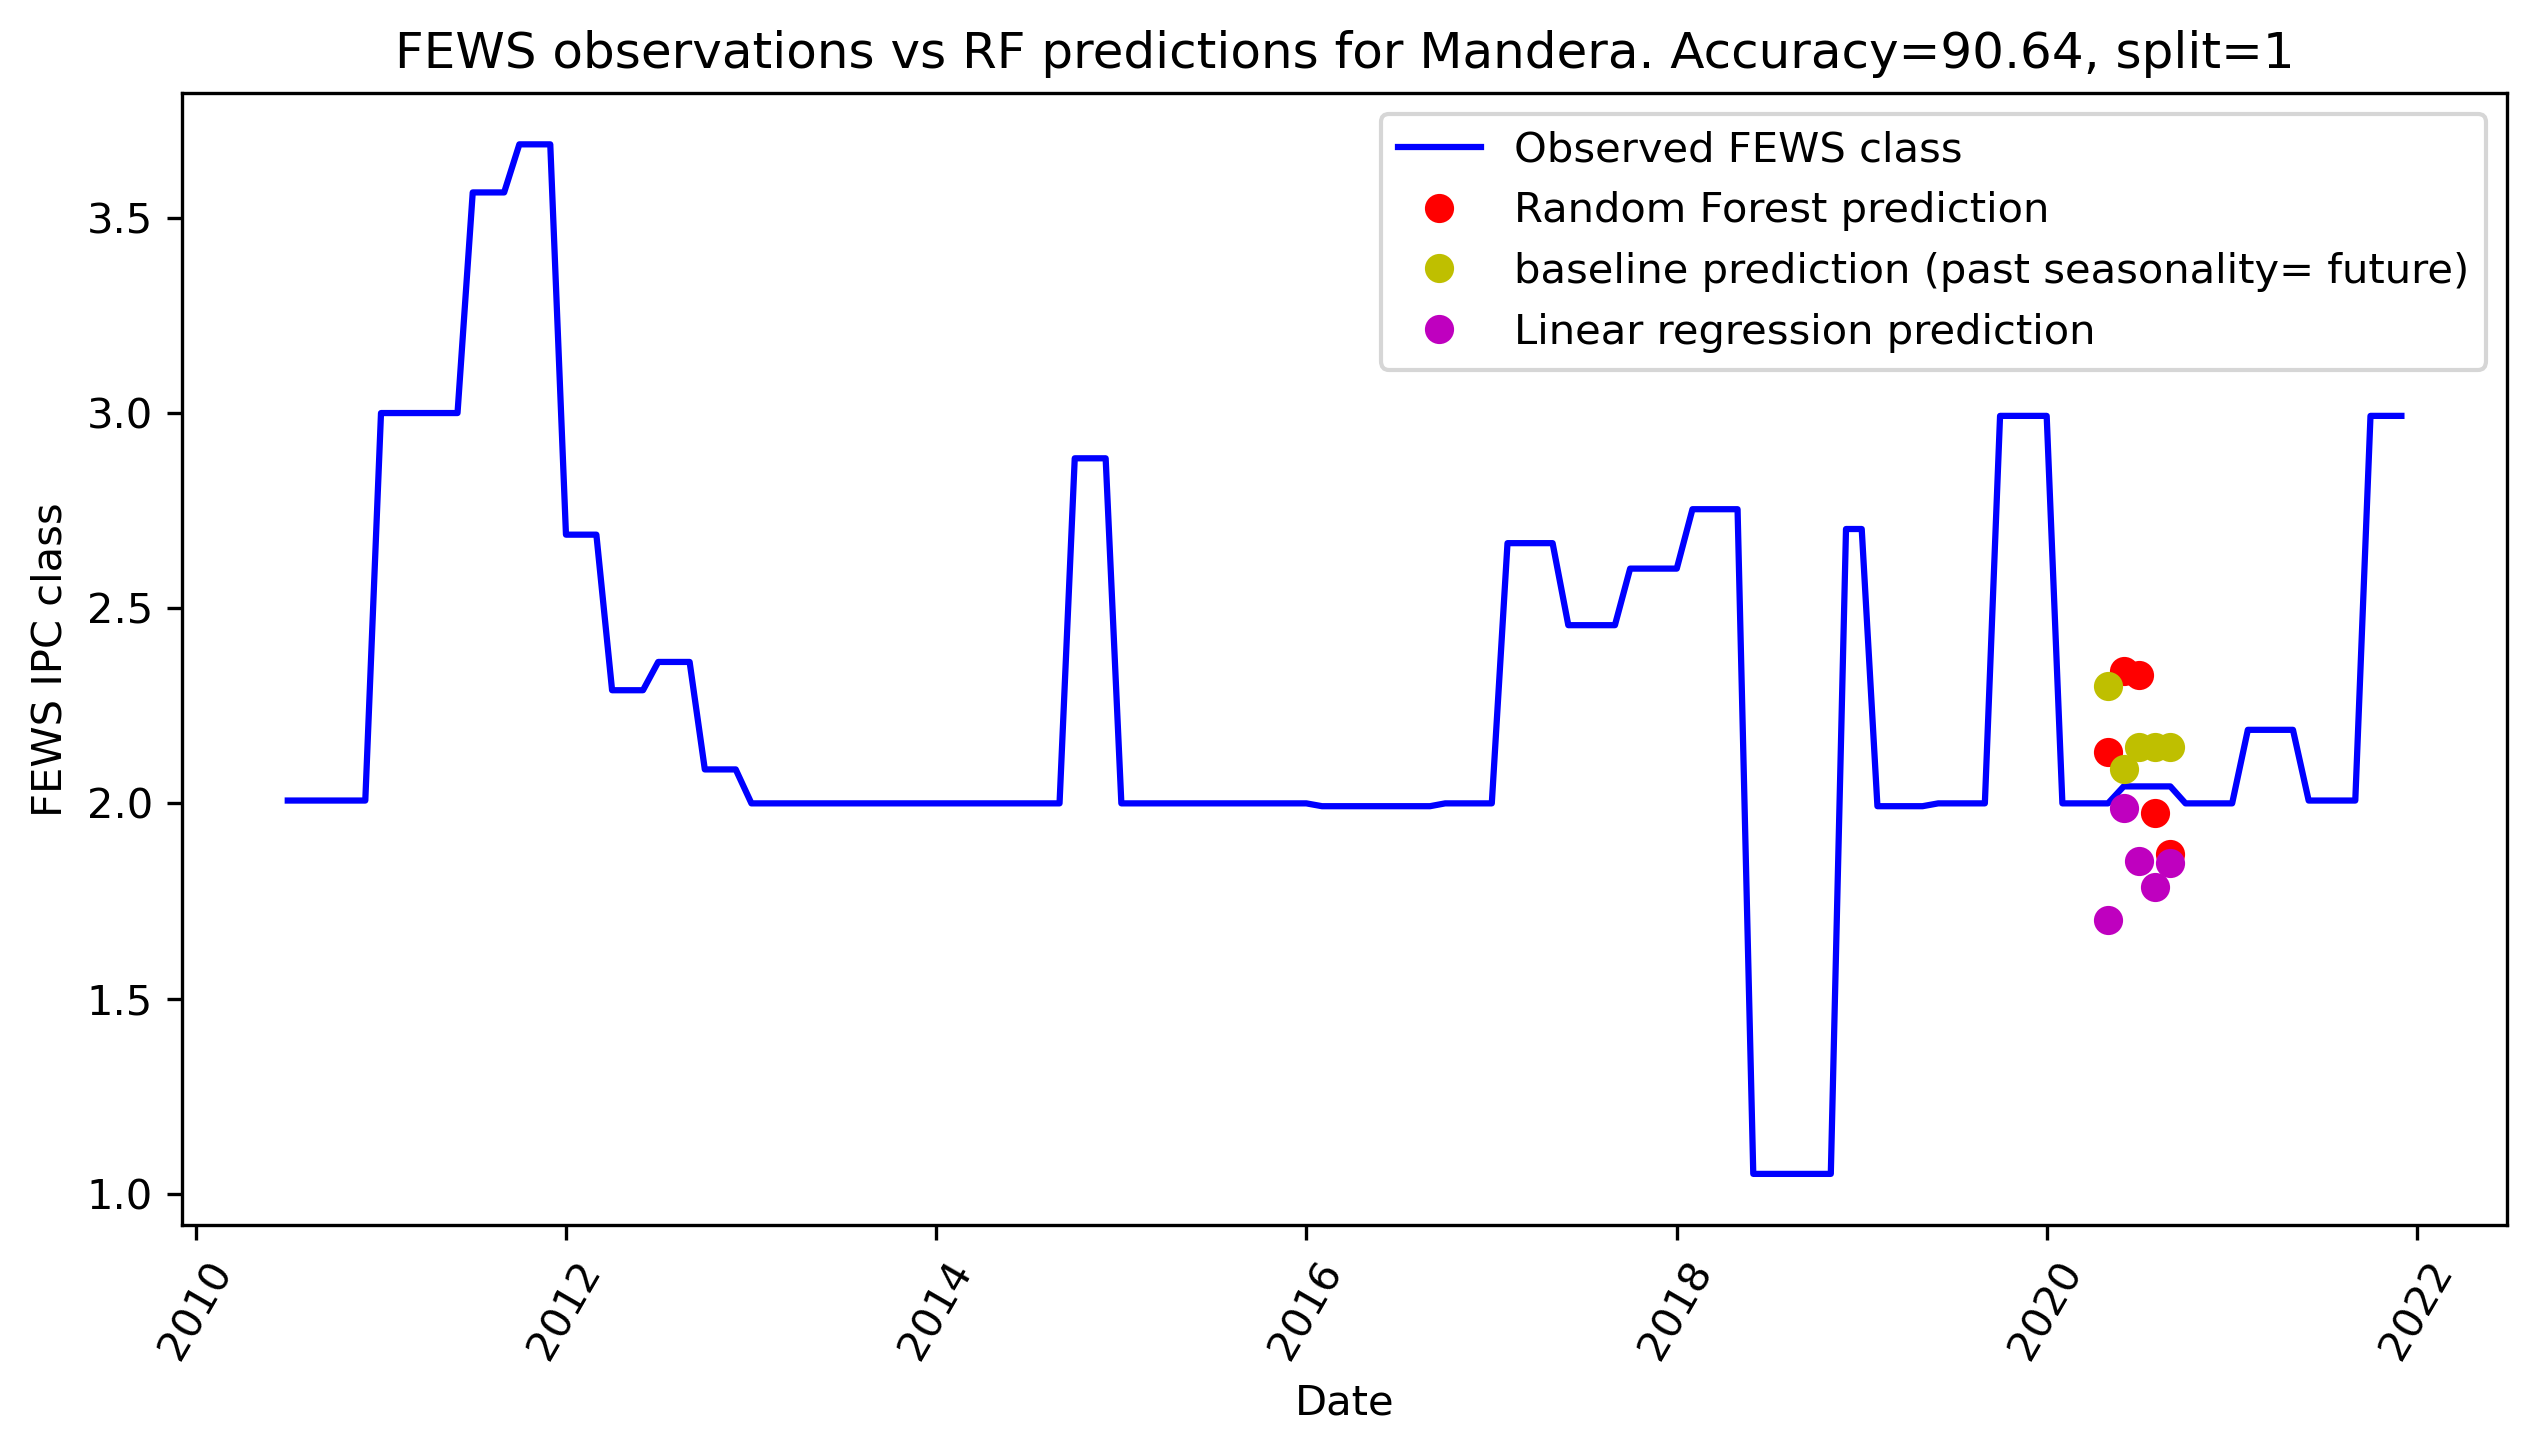 FEWS observations vs RF predictions for Mandera. Accuracy=90.64, split=1
Observed FEWS class
Random Forest prediction
baseline prediction (past seasonality= future)
Linear regression prediction
FEWS IPC class
3.5
3.0
2.5
2.0
1.5
1.0
2010
2012
2014
2016
2018
2020
2022
Date